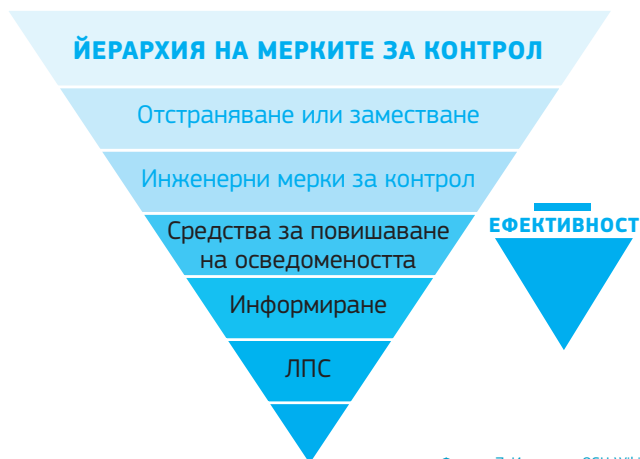 ЙЕРАРХИЯ НА МЕРКИТЕ ЗА КОНТРОЛ
Отстраняване или заместване
Инженерни мерки за контрол
Средства за повишаване
на осведомеността
ЕФЕКТИВНОСТ
Информиране
ЛПС